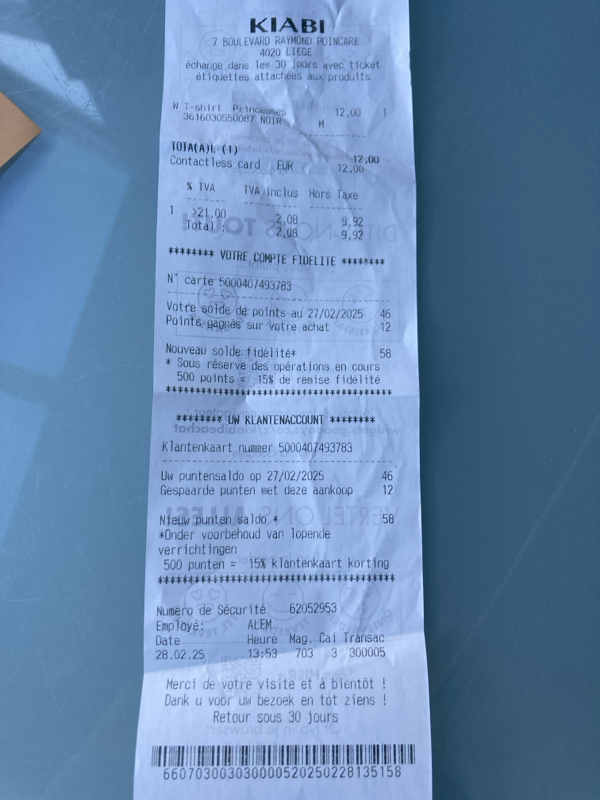 KIABI
7 BOULEVARD RAYMOND POINCARE
4020 LIEGE
échange dans les 30 jours avec ticket
étiquettes attachées aux produits
W T-shirt Princesses 12,00 1
3616030550087 NOIR M
TOTA(A)L (1) 12,00
Contactless card EUR 12,00
% TVA TVA inclus Hors Taxe
1 >21.00 2,08 9,92
Total : 2,08 9,92
******** VOTRE COMPTE FIDELITE ********
N° carte 5000407493783
Votre solde de points au 27/02/2025 46
Points gagnés sur votre achat 12
Nouveau solde fidélité* 58
* Sous réserve des opérations en cours
500 points = 15% de remise fidélité
******** UW KLANTENACCOUNT ********
Klantenkaart nummer 5000407493783
Uw puntensaldo op 27/02/2025 46
Gespaarde punten met deze aankoop 12
Nieuw punten saldo * 58
*Onder voorbehoud van lopende
verrichtingen
500 punten = 15% klantenkaart korting
Numéro de Sécurité 62052953
Employé: ALEM
Date Heure Mag. Cai Transac
28.02.25 13:53 703 3 300005
Merci de votre visite et à bientôt !
Dank u voor uw bezoek en tot ziens !
Retour sous 30 jours
660703003030000520250228135158